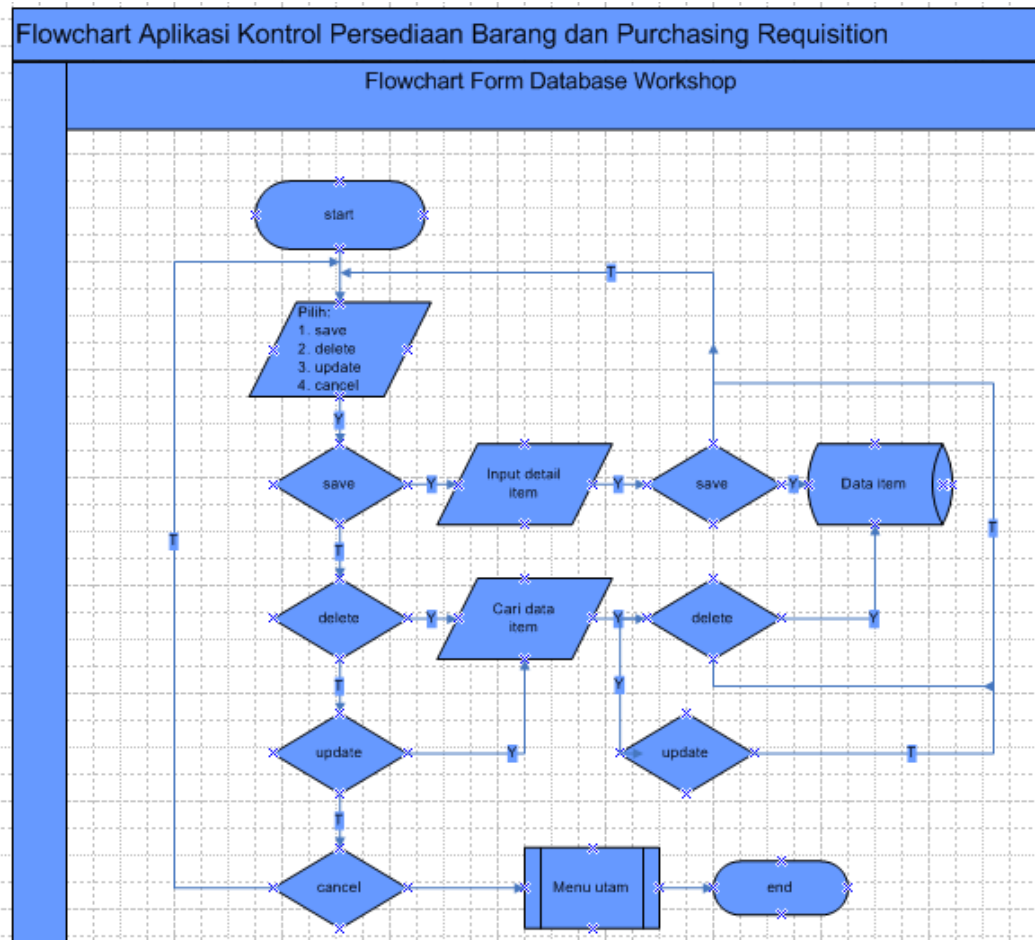 Flowchart Aplikasi Kontrol Persediaan Barang dan Purchasing Requisition
Flowchart Form Database Workshop
start
T
Pilih:
1. save
2. delete
3. update
4. cancel
Y
save
Y
Input detail
item
Y
save
Y
Data item
T
T
T
delete
Y
Cari data
item
Y
delete
Y
T
Y
update
Y
update
T
T
cancel
Menu utam
end